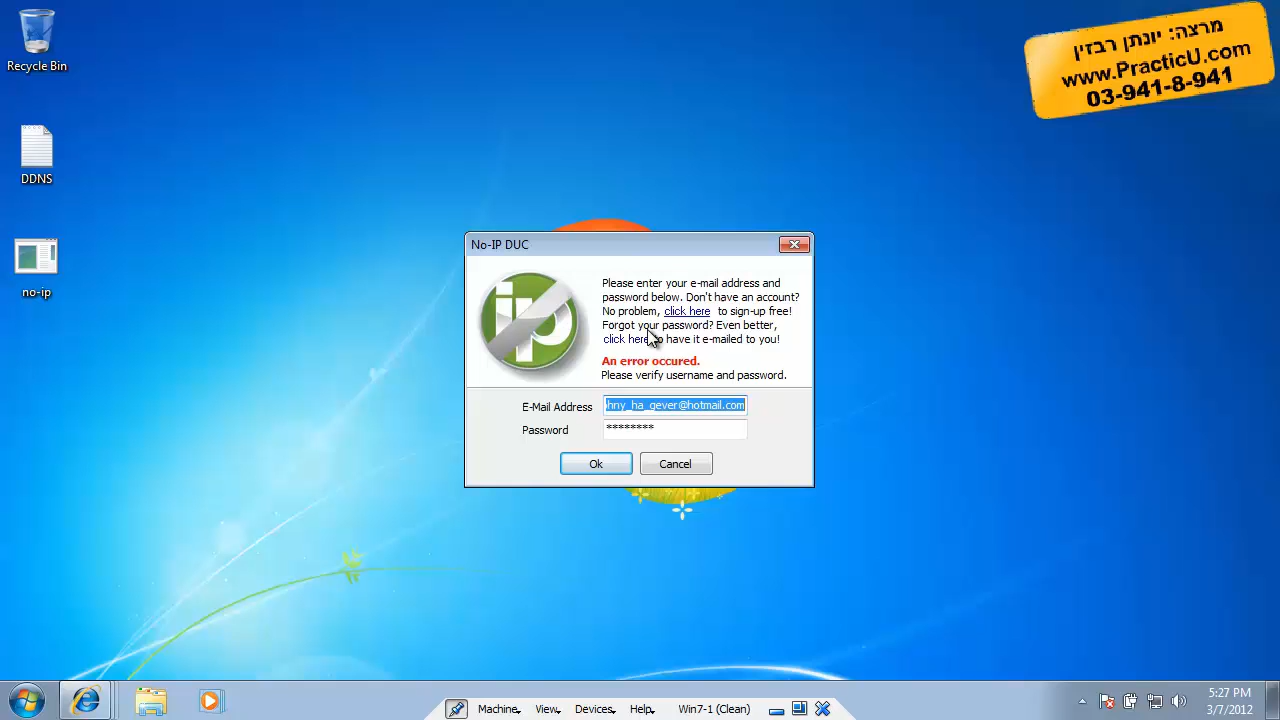 Recycle Bin
DDNS
no-ip
מרצה: יונתן רבזין
www.PracticU.com
03-941-8-941
No-IP DUC
ip
Please enter your e-mail address and
password below. Don't have an account?
No problem, click here to sign-up free!
Forgot your password? Even better,
click here to have it e-mailed to you!
An error occured.
Please verify username and password.
E-Mail Address
hny_ha_gever@hotmail.com
Password
********
Ok
Cancel
Machine
View
Devices
Help
Win7-1 (Clean)
5:27 PM
3/7/2012